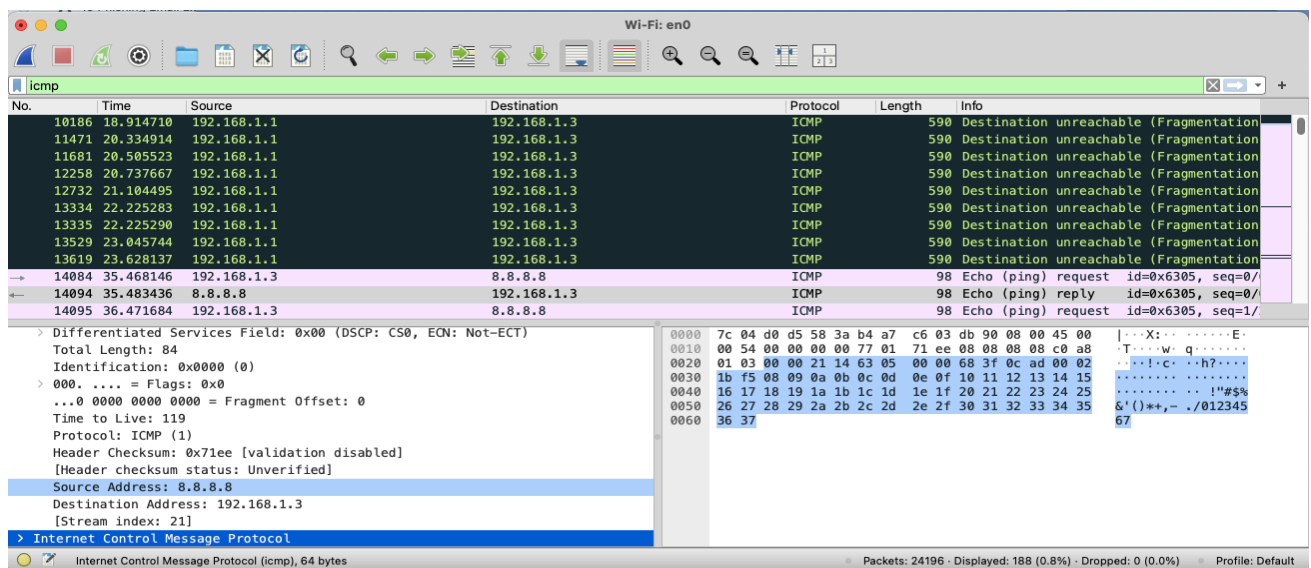 Wi-Fi: en0
icmp
No. Time Source Destination Protocol Length Info
10186 18.914710 192.168.1.1 192.168.1.3 ICMP 590 Destination unreachable (Fragmentation
11471 20.334914 192.168.1.1 192.168.1.3 ICMP 590 Destination unreachable (Fragmentation
11681 20.505523 192.168.1.1 192.168.1.3 ICMP 590 Destination unreachable (Fragmentation
12258 20.737667 192.168.1.1 192.168.1.3 ICMP 590 Destination unreachable (Fragmentation
12732 21.104495 192.168.1.1 192.168.1.3 ICMP 590 Destination unreachable (Fragmentation
13334 22.225283 192.168.1.1 192.168.1.3 ICMP 590 Destination unreachable (Fragmentation
13335 22.225290 192.168.1.1 192.168.1.3 ICMP 590 Destination unreachable (Fragmentation
13529 23.045744 192.168.1.1 192.168.1.3 ICMP 590 Destination unreachable (Fragmentation
13619 23.628137 192.168.1.1 192.168.1.3 ICMP 590 Destination unreachable (Fragmentation
14084 35.468146 192.168.1.3 8.8.8.8 ICMP 98 Echo (ping) request id=0x6305, seq=0/
14094 35.483436 8.8.8.8 192.168.1.3 ICMP 98 Echo (ping) reply id=0x6305, seq=0/
14095 36.471684 192.168.1.3 8.8.8.8 ICMP 98 Echo (ping) request id=0x6305, seq=1/
> Differentiated Services Field: 0x00 (DSCP: CS0, ECN: Not-ECT)
Total Length: 84
Identification: 0x0000 (0)
> 000. .... = Flags: 0x0
...0 0000 0000 0000 = Fragment Offset: 0
Time to Live: 119
Protocol: ICMP (1)
Header Checksum: 0x71ee [validation disabled]
[Header checksum status: Unverified]
Source Address: 8.8.8.8
Destination Address: 192.168.1.3
[Stream index: 21]
> Internet Control Message Protocol
0000 7c 04 d0 d5 58 3a b4 a7 c6 03 db 90 08 00 45 00 |···X:·· ······E·
0010 00 54 00 00 00 00 77 01 71 ee 08 08 08 08 c0 a8 ·T····w· q·······
0020 01 03 00 00 21 14 63 05 00 00 68 3f 0c ad 00 02 ····!·c· ··h?····
0030 1b f5 08 09 0a 0b 0c 0d 0e 0f 10 11 12 13 14 15 ········ ········
0040 16 17 18 19 1a 1b 1c 1d 1e 1f 20 21 22 23 24 25 ········ ·· !"#$%
0050 26 27 28 29 2a 2b 2c 2d 2e 2f 30 31 32 33 34 35 &'()*+,- ./012345
0060 36 37 67
Internet Control Message Protocol (icmp), 64 bytes
Packets: 24196 · Displayed: 188 (0.8%) · Dropped: 0 (0.0%)
Profile: Default